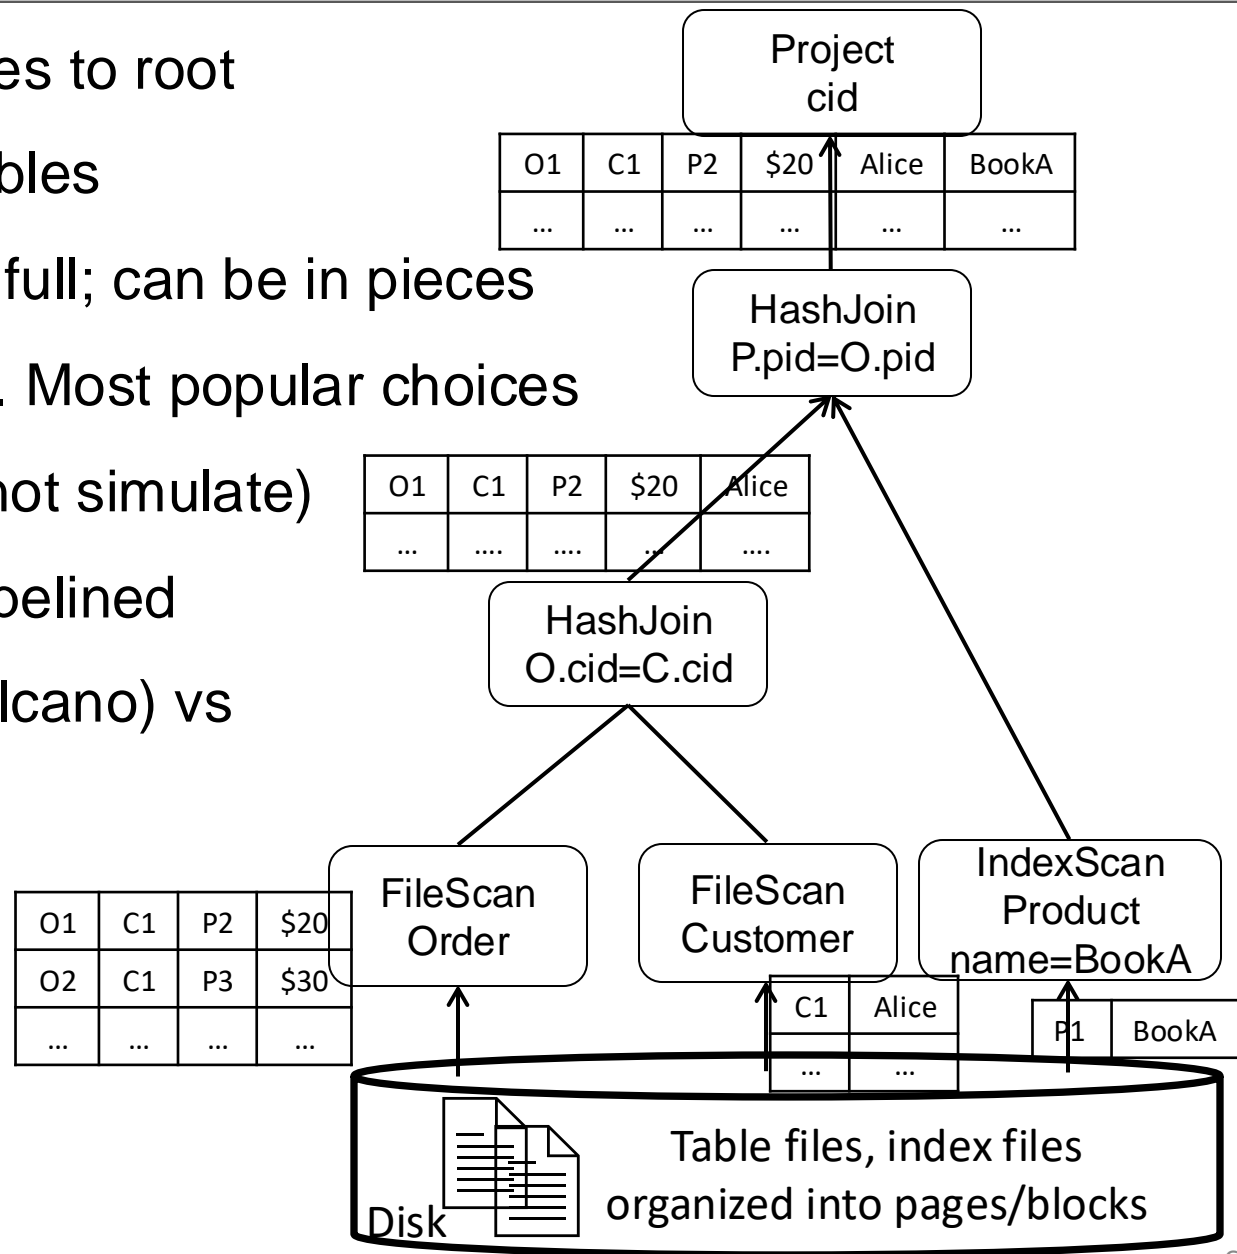 es to root
bles
full; can be in pieces
. Most popular choices
not simulate)
pelined
lcano) vs
Project
cid
O1 C1 P2 $20 Alice BookA
... ... ... ... ... ...
HashJoin
P.pid=O.pid
O1 C1 P2 $20 Alice
... .... .... ... ....
HashJoin
O.cid=C.cid
FileScan
Order
FileScan
Customer
IndexScan
Product
name=BookA
O1 C1 P2 $20
O2 C1 P3 $30
... ... ... ...
C1 Alice
... ...
P1 BookA
Table files, index files
organized into pages/blocks
Disk